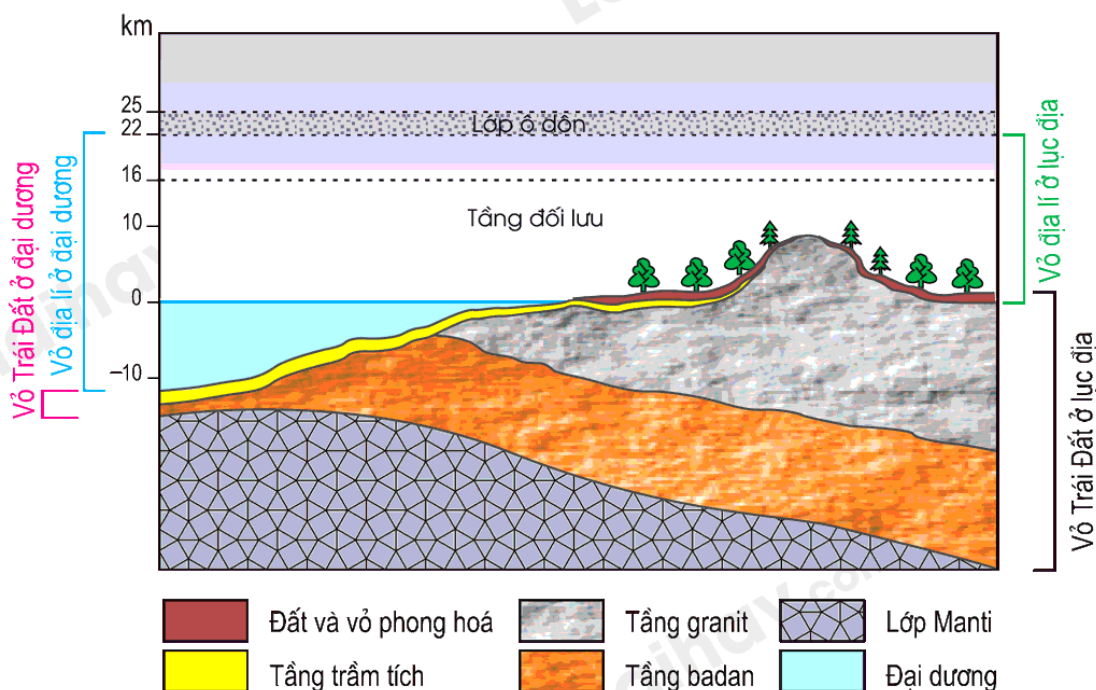 km
25
22
16
10
0
−10
Lớp ô dôn
Tầng đối lưu
Vỏ Trái Đất ở đại dương
Vỏ địa lí ở đại dương
Vỏ địa lí ở lục địa
Vỏ Trái Đất ở lục địa
Đất và vỏ phong hoá
Tầng granit
Lớp Manti
Tầng trầm tích
Tầng badan
Đại dương